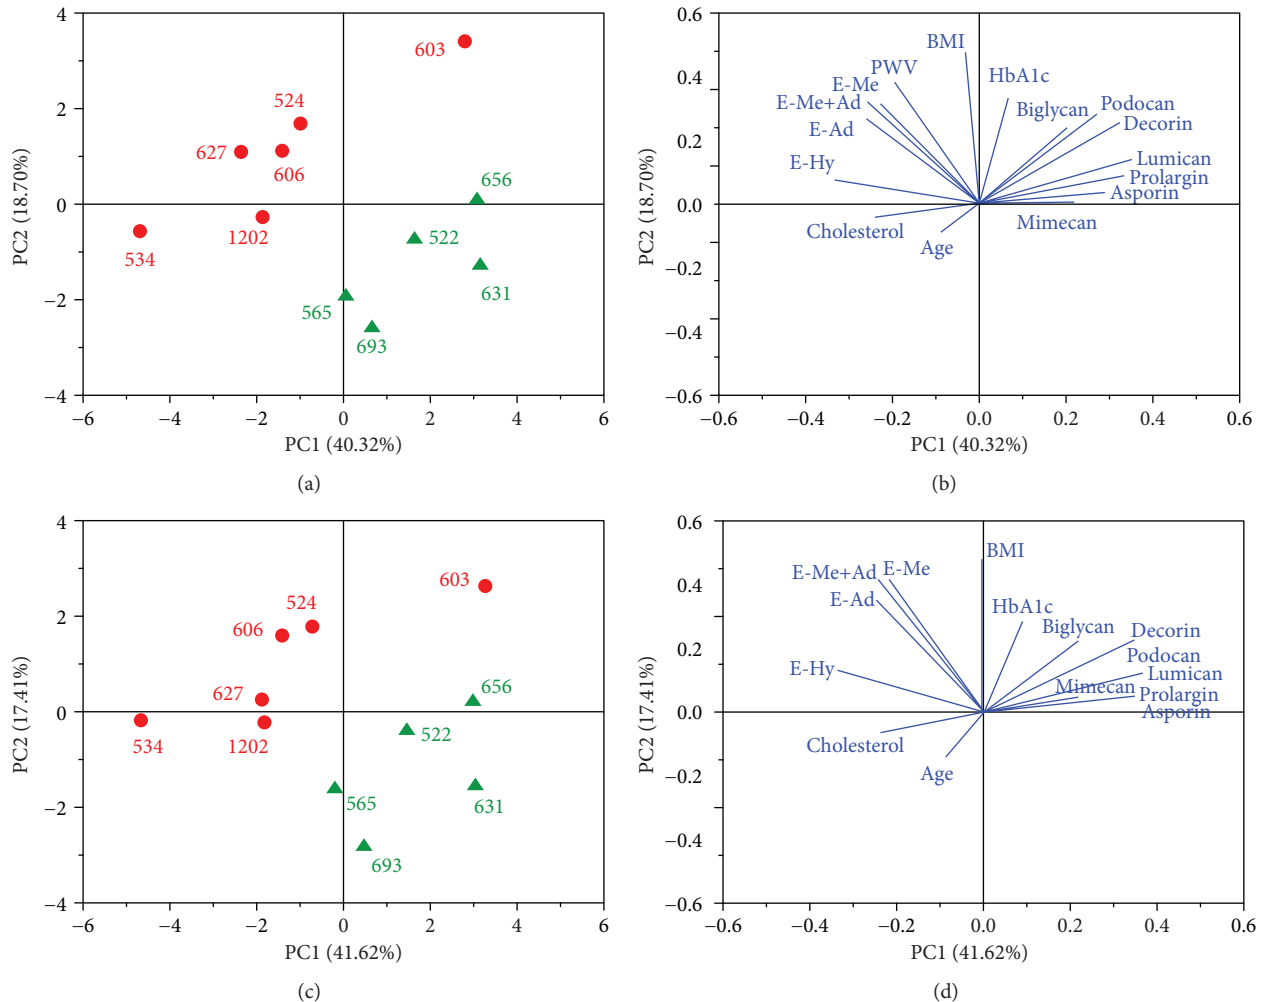 4
2
0
−2
−4
PC2 (18.70%)
603
524
627
606
656
1202
522
534
631
565
693
−6
−4
−2
0
2
4
6
PC1 (40.32%)
(a)
0.6
0.4
0.2
0.0
−0.2
−0.4
−0.6
PC2 (18.70%)
BMI
PWV
HbA1c
E-Me
E-Me+Ad
Biglycan
Podocan
E-Ad
Decorin
E-Hy
Lumican
Prolargin
Asporin
Cholesterol
Mimecan
Age
−0.6
−0.4
−0.2
0.0
0.2
0.4
0.6
PC1 (40.32%)
(b)
4
2
0
−2
−4
PC2 (17.41%)
603
524
606
627
656
534
1202
522
565
631
693
−6
−4
−2
0
2
4
6
PC1 (41.62%)
(c)
0.6
0.4
0.2
0.0
−0.2
−0.4
−0.6
PC2 (17.41%)
BMI
E-Me+Ad
E-Me
E-Ad
HbA1c
Biglycan
Decorin
Podocan
E-Hy
Lumican
Mimecan
Prolargin
Asporin
Cholesterol
Age
−0.6
−0.4
−0.2
0.0
0.2
0.4
0.6
PC1 (41.62%)
(d)